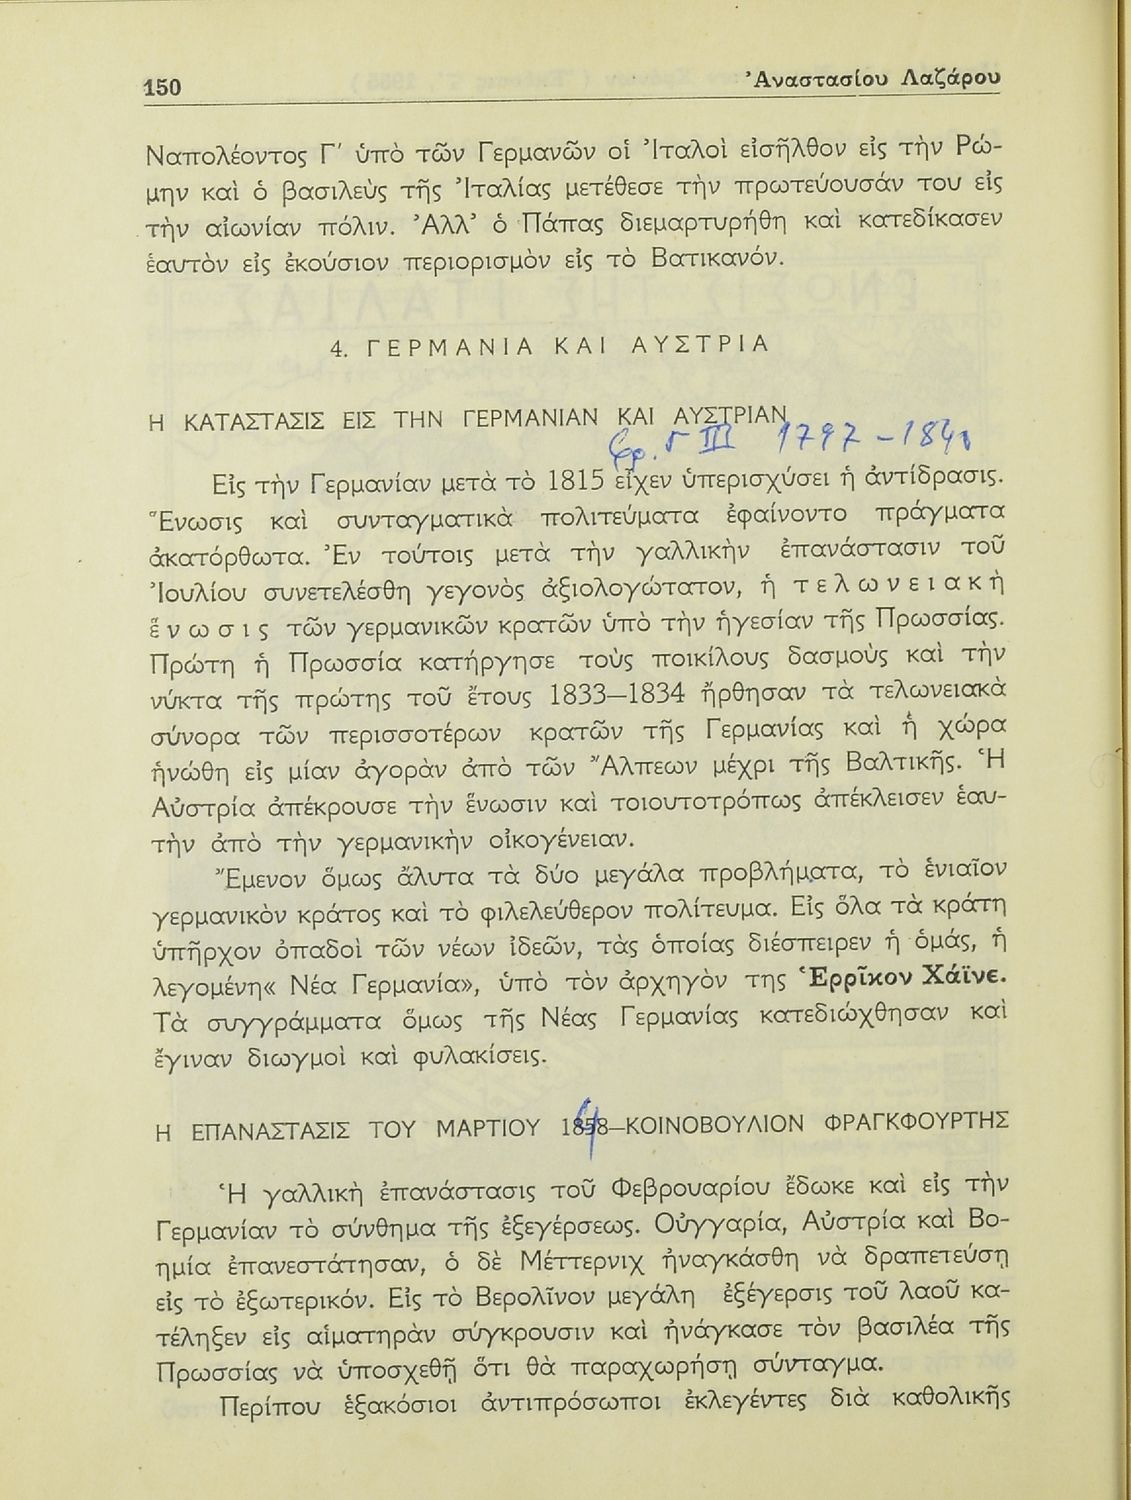 150
Ἀναστασίου Λαζάρου
Ναπολέοντος Γ' ὑπὸ τῶν Γερμανῶν οἱ Ἰταλοὶ εἰσῆλθον εἰς τὴν Ρώ-
μην καὶ ὁ βασιλεὺς τῆς Ἰταλίας μετέθεσε τὴν πρωτεύουσάν του εἰς
τὴν αἰωνίαν πόλιν. Ἀλλ' ὁ Πάπας διεμαρτυρήθη καὶ κατεδίκασεν
ἑαυτὸν εἰς ἑκούσιον περιορισμὸν εἰς τὸ Βατικανόν.
4. ΓΕΡΜΑΝΙΑ ΚΑΙ ΑΥΣΤΡΙΑ
Η ΚΑΤΑΣΤΑΣΙΣ ΕΙΣ ΤΗΝ ΓΕΡΜΑΝΙΑΝ ΚΑΙ ΑΥΣΤΡΙΑΝ
III 1797-184
Εἰς τὴν Γερμανίαν μετὰ τὸ 1815 εἶχεν ὑπερισχύσει ἡ ἀντίδρασις.
Ἕνωσις καὶ συνταγματικὰ πολιτεύματα ἐφαίνοντο πράγματα
ἀκατόρθωτα. Ἐν τούτοις μετὰ τὴν γαλλικὴν ἐπανάστασιν τοῦ
Ἰουλίου συνετελέσθη γεγονὸς ἀξιολογώτατον, ἡ τελωνειακὴ
ἕνωσις τῶν γερμανικῶν κρατῶν ὑπὸ τὴν ἡγεσίαν τῆς Πρωσσίας.
Πρώτη ἡ Πρωσσία κατήργησε τοὺς ποικίλους δασμοὺς καὶ τὴν
νύκτα τῆς πρώτης τοῦ ἔτους 1833–1834 ἤρθησαν τὰ τελωνειακὰ
σύνορα τῶν περισσοτέρων κρατῶν τῆς Γερμανίας καὶ ἡ χώρα
ἡνώθη εἰς μίαν ἀγορὰν ἀπὸ τῶν Ἄλπεων μέχρι τῆς Βαλτικῆς. Ἡ
Αὐστρία ἀπέκρουσε τὴν ἕνωσιν καὶ τοιουτοτρόπως ἀπέκλεισεν ἑαυ-
τὴν ἀπὸ τὴν γερμανικὴν οἰκογένειαν.
Ἔμενον ὅμως ἄλυτα τὰ δύο μεγάλα προβλήματα, τὸ ἑνιαῖον
γερμανικὸν κράτος καὶ τὸ φιλελεύθερον πολίτευμα. Εἰς ὅλα τὰ κράτη
ὑπῆρχον ὀπαδοὶ τῶν νέων ἰδεῶν, τὰς ὁποίας διέσπειρεν ἡ ὁμάς, ἡ
λεγομένη« Νέα Γερμανία», ὑπὸ τὸν ἀρχηγὸν της Ἑρρῖκον Χάϊνε.
Τὰ συγγράμματα ὅμως τῆς Νέας Γερμανίας κατεδιώχθησαν καὶ
ἔγιναν διωγμοὶ καὶ φυλακίσεις.
Η ΕΠΑΝΑΣΤΑΣΙΣ ΤΟΥ ΜΑΡΤΙΟΥ 1858–ΚΟΙΝΟΒΟΥΛΙΟΝ ΦΡΑΓΚΦΟΥΡΤΗΣ
4
Ἡ γαλλικὴ ἐπανάστασις τοῦ Φεβρουαρίου ἔδωκε καὶ εἰς τὴν
Γερμανίαν τὸ σύνθημα τῆς ἐξεγέρσεως. Οὑγγαρία, Αὐστρία καὶ Βο-
ημία ἐπανεστάτησαν, ὁ δὲ Μέττερνιχ ἠναγκάσθη νὰ δραπετεύσῃ
εἰς τὸ ἐξωτερικόν. Εἰς τὸ Βερολῖνον μεγάλη ἐξέγερσις τοῦ λαοῦ κα-
τέληξεν εἰς αἱματηρὰν σύγκρουσιν καὶ ἠνάγκασε τὸν βασιλέα τῆς
Πρωσσίας νὰ ὑποσχεθῇ ὅτι θὰ παραχωρήσῃ σύνταγμα.
Περίπου ἑξακόσιοι ἀντιπρόσωποι ἐκλεγέντες διὰ καθολικῆς